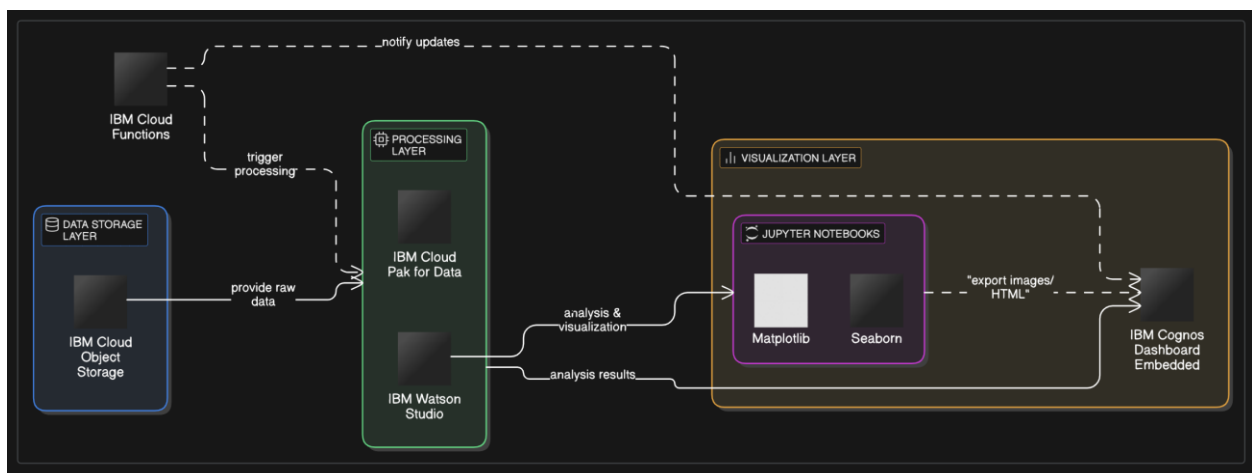 notify updates
IBM Cloud
Functions
trigger
processing
PROCESSING
LAYER
IBM Cloud
Pak for Data
IBM Watson
Studio
DATA STORAGE
LAYER
IBM Cloud
Object
Storage
provide raw
data
analysis &
visualization
analysis results
VISUALIZATION LAYER
JUPYTER NOTEBOOKS
Matplotlib
Seaborn
"export images/
HTML"
IBM Cognos
Dashboard
Embedded